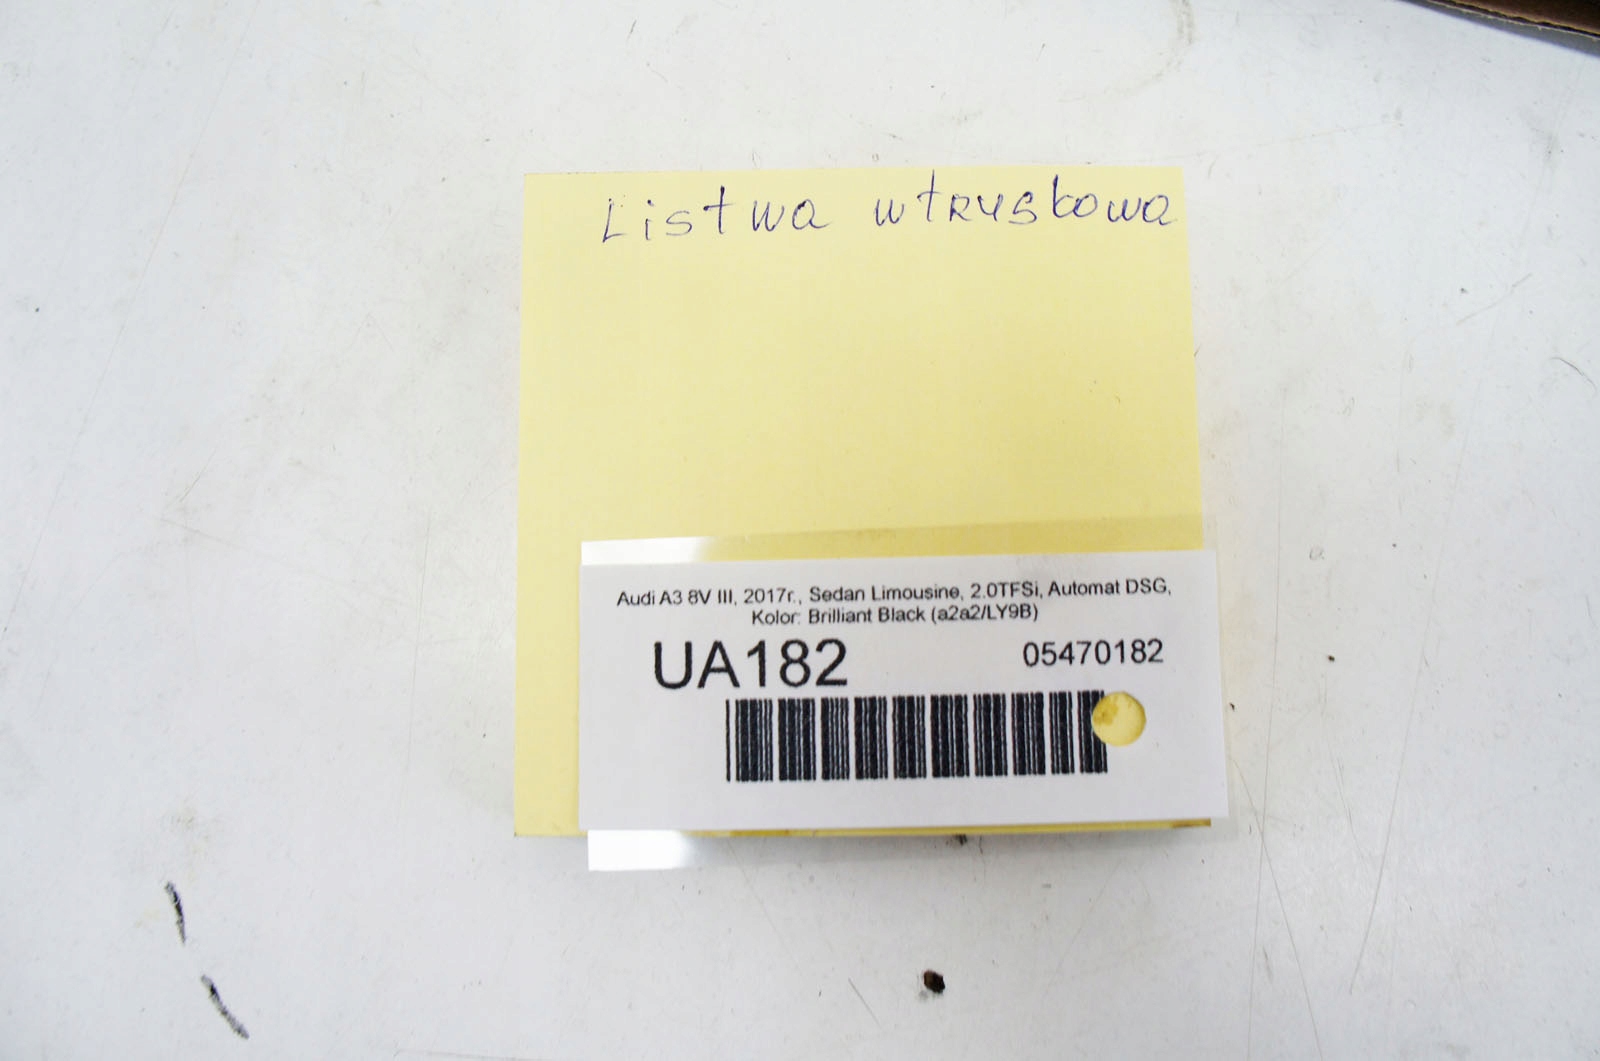 Listwa wtryskowa
Audi A3 8V III, 2017r., Sedan Limousine, 2.0TFSi, Automat DSG,
Kolor: Brilliant Black (a2a2/LY9B)
UA182 05470182